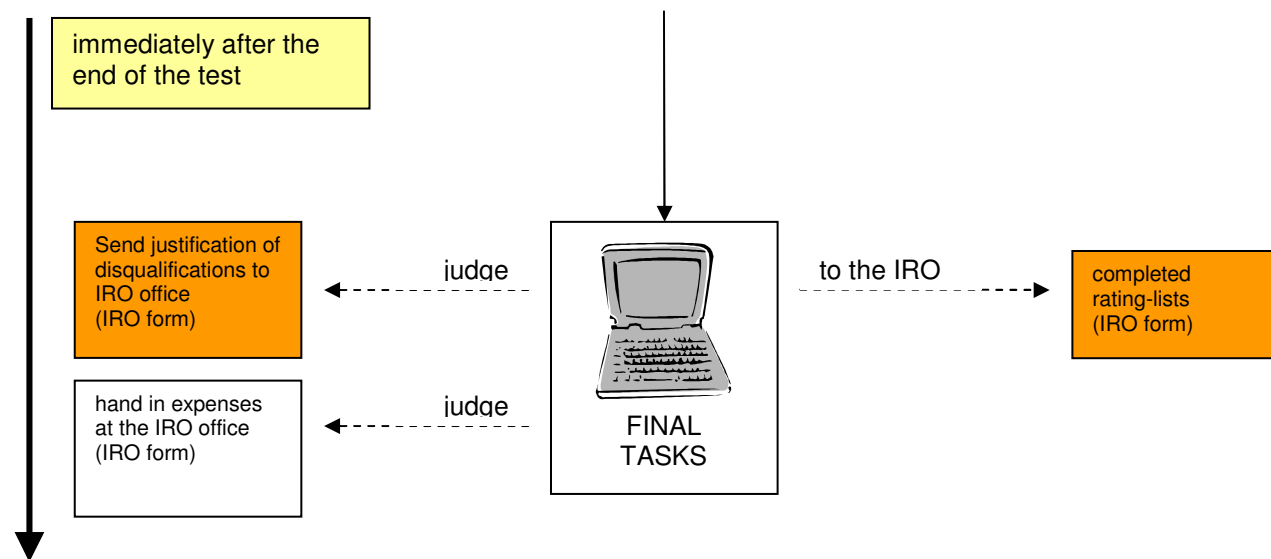 immediately after the
end of the test
Send justification of
disqualifications to
IRO office
(IRO form)
judge
to the IRO
completed
rating-lists
(IRO form)
hand in expenses
at the IRO office
(IRO form)
judge
FINAL
TASKS